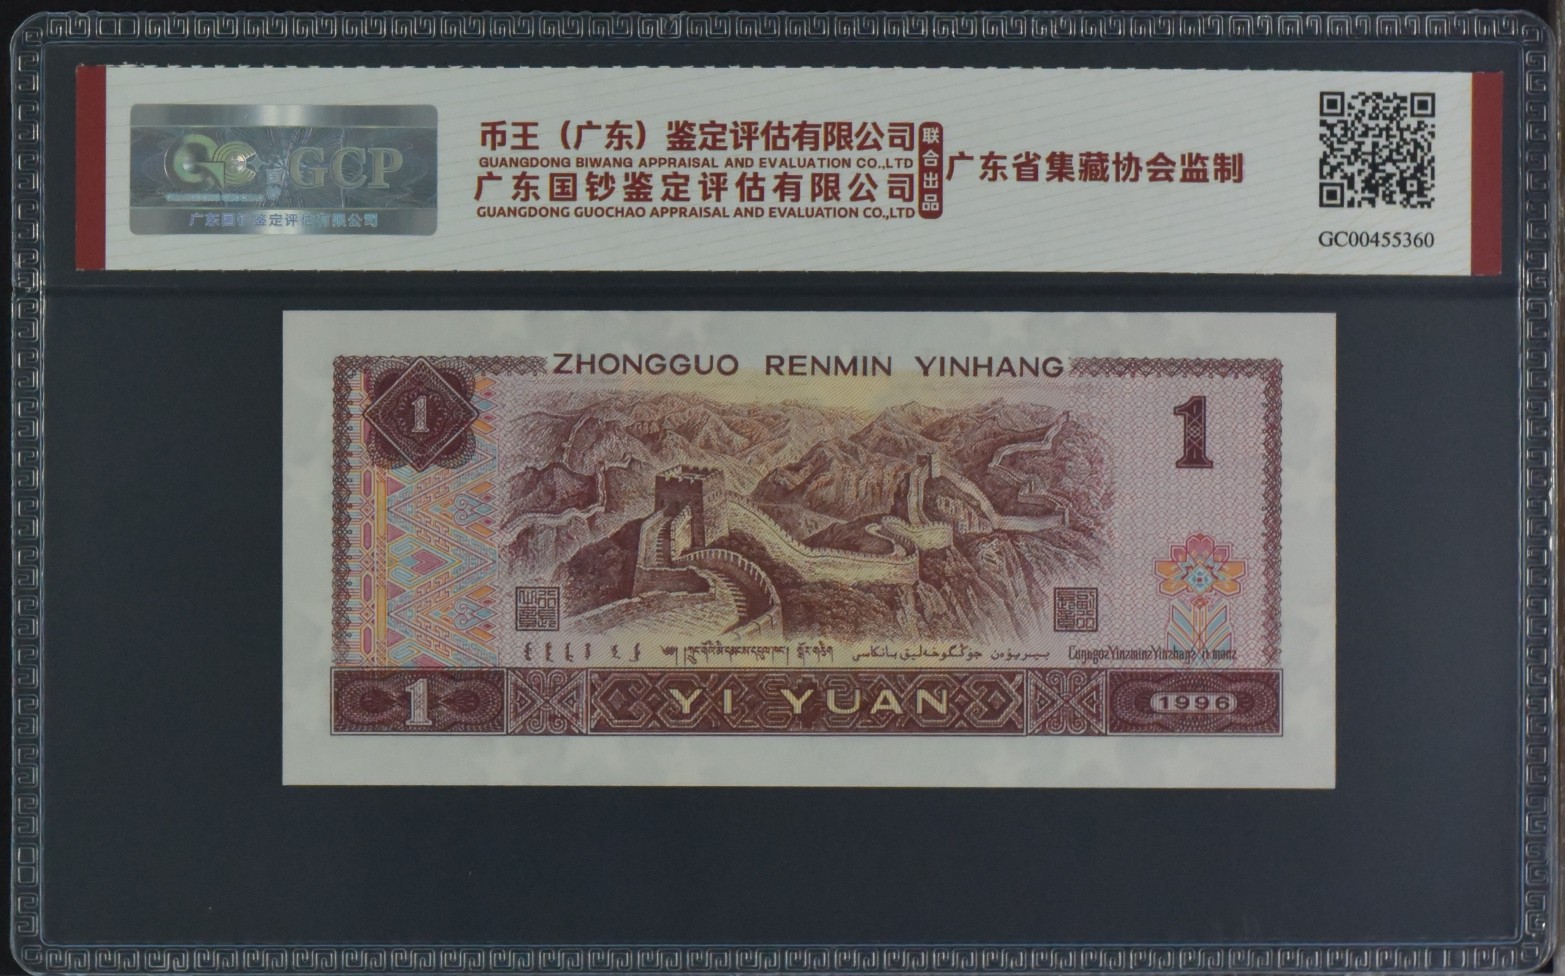 GCP
广东国钞鉴定评估有限公司
币王（广东）鉴定评估有限公司
GUANGDONG BIWANG APPRAISAL AND EVALUATION CO.,LTD
广东国钞鉴定评估有限公司
GUANGDONG GUOCHAO APPRAISAL AND EVALUATION CO.,LTD
联合出品
广东省集藏协会监制
GC00455360
ZHONGGUO RENMIN YINHANG
1
1
1
YI YUAN
1996